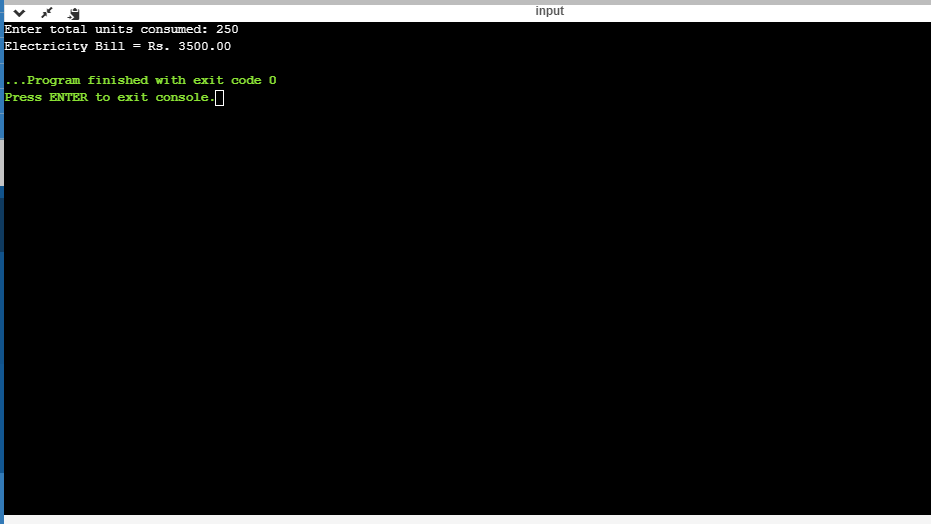 input
Enter total units consumed: 250
Electricity Bill = Rs. 3500.00
...Program finished with exit code 0
Press ENTER to exit console.